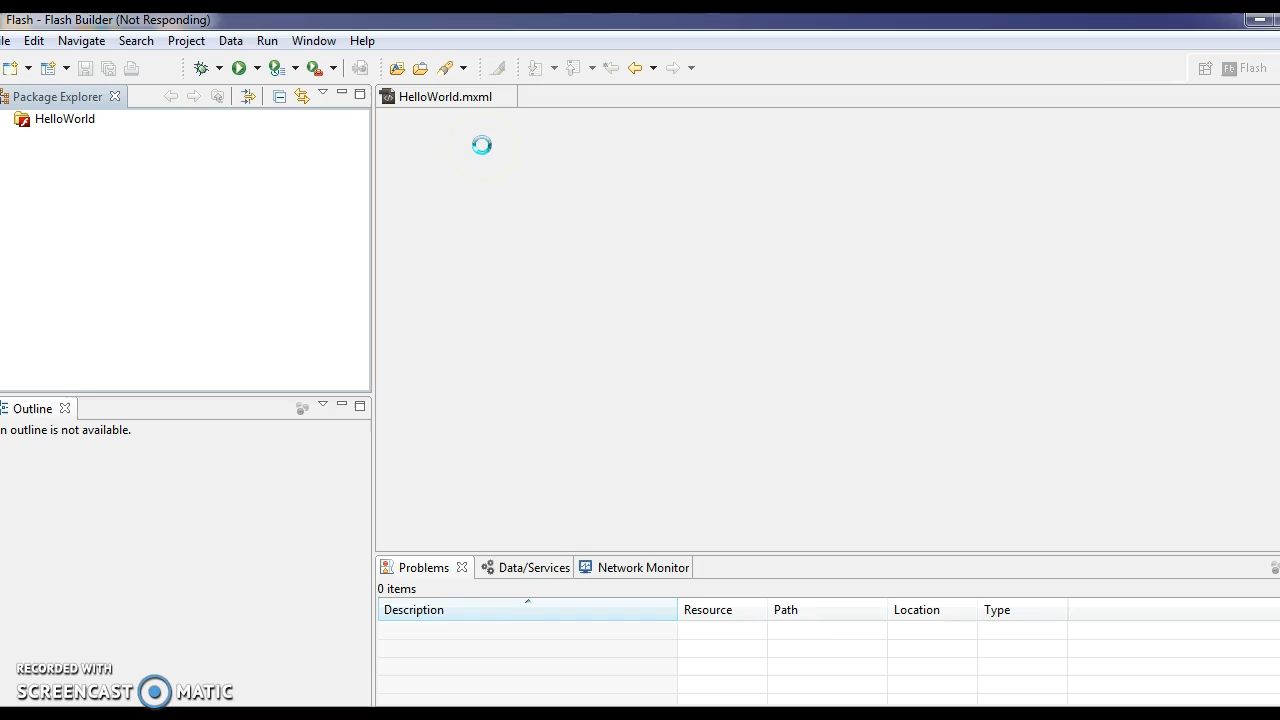 Flash - Flash Builder (Not Responding)
le Edit Navigate Search Project Data Run Window Help
Fb Flash
Package Explorer
HelloWorld.mxml
HelloWorld
Outline
n outline is not available.
Problems Data/Services Network Monitor
0 items
Description Resource Path Location Type
RECORDED WITH
SCREENCAST MATIC